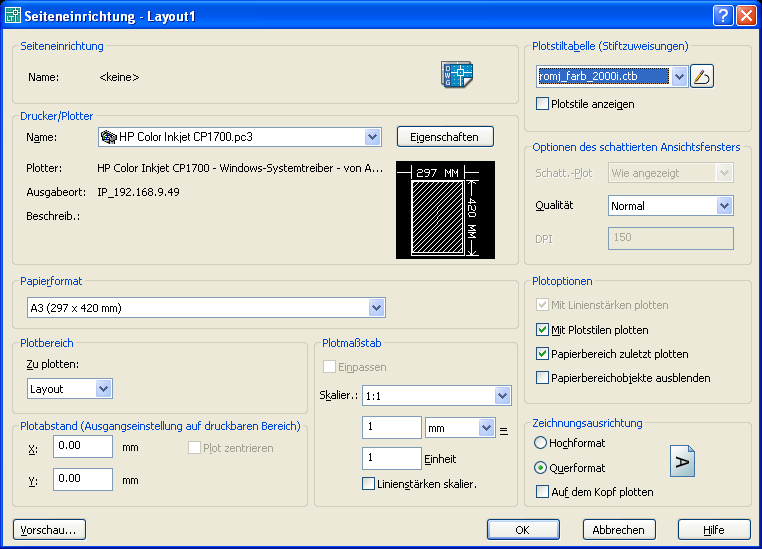 Seiteneinrichtung - Layout1
Seiteneinrichtung
Name: <keine>
DWG
Drucker/Plotter
Name: HP Color Inkjet CP1700.pc3 Eigenschaften
Plotter: HP Color Inkjet CP1700 - Windows-Systemtreiber - von A...
Ausgabeort: IP_192.168.9.49
Beschreib.:
297 MM
420 MM
Papierformat
A3 (297 x 420 mm)
Plotbereich
Zu plotten:
Layout
Plotabstand (Ausgangseinstellung auf druckbaren Bereich)
X: 0.00 mm Plot zentrieren
Y: 0.00 mm
Plotmaßstab
Einpassen
Skalier.: 1:1
1 mm =
1 Einheit
Linienstärken skalier.
Plotstiltabelle (Stiftzuweisungen)
romj_farb_2000i.ctb
Plotstile anzeigen
Optionen des schattierten Ansichtsfensters
Schatt.-Plot Wie angezeigt
Qualität Normal
DPI 150
Plotoptionen
Mit Linienstärken plotten
Mit Plotstilen plotten
Papierbereich zuletzt plotten
Papierbereichobjekte ausblenden
Zeichnungsausrichtung
Hochformat
Querformat
A
Auf dem Kopf plotten
Vorschau... OK Abbrechen Hilfe